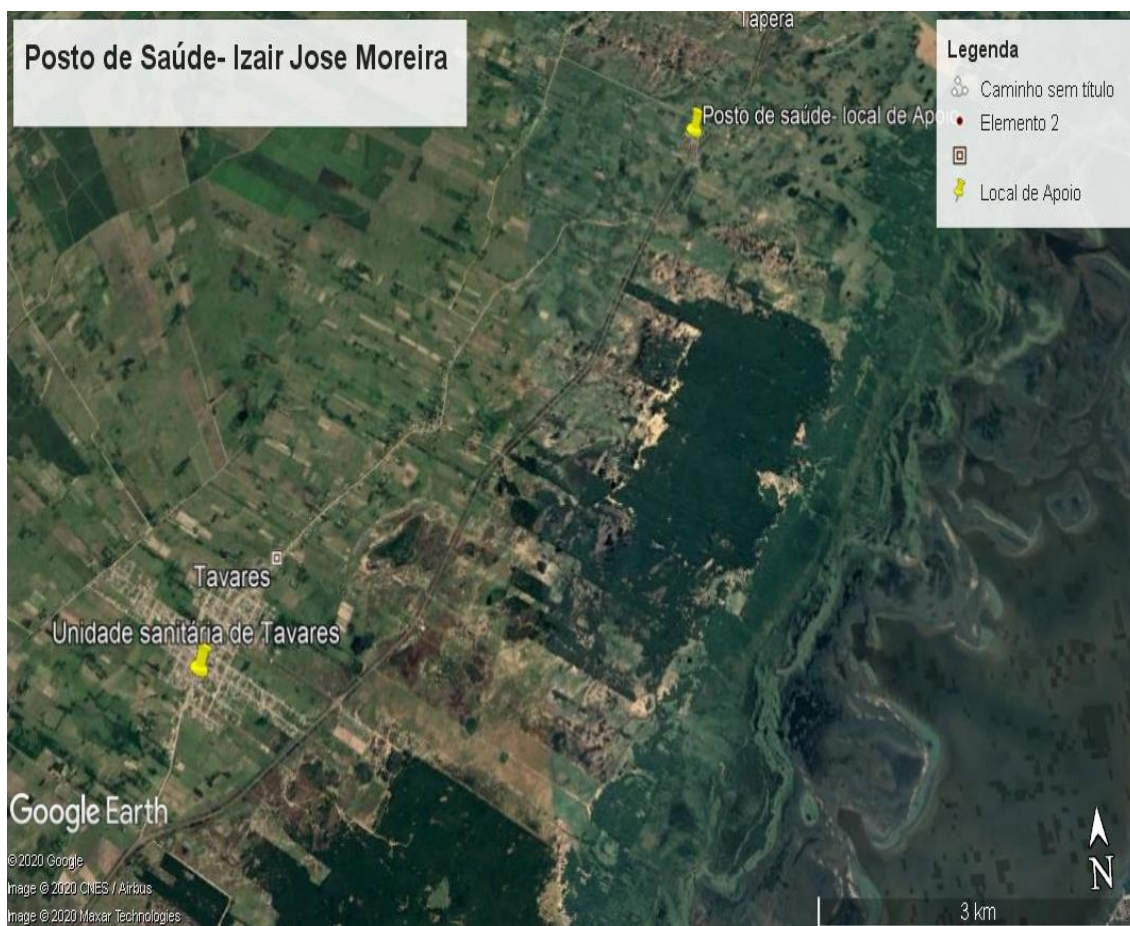 Tapera
Posto de Saúde- Izair Jose Moreira
Legenda
Caminho sem título
Elemento 2
Local de Apoio
Posto de saúde- local de Apoio
Tavares
Unidade sanitária de Tavares
Google Earth
© 2020 Google
Image © 2020 CNES / Airbus
Image © 2020 Maxar Technologies
N
3 km